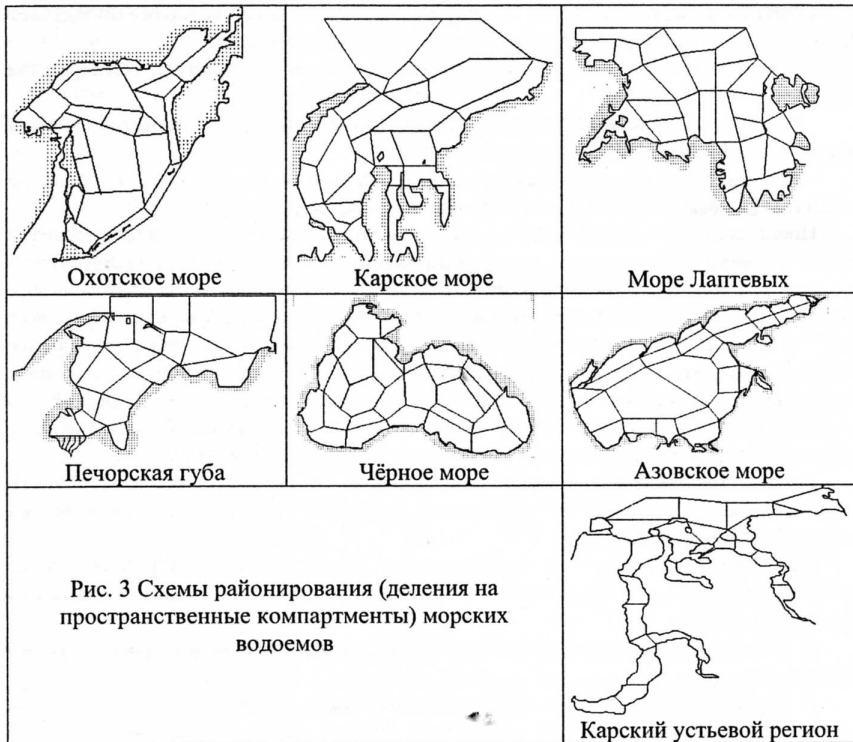 Охотское море
Карское море
Море Лаптевых
Печорская губа
Чёрное море
Азовское море
Рис. 3 Схемы районирования (деления на
пространственные компартменты) морских
водоемов
Карский устьевой регион